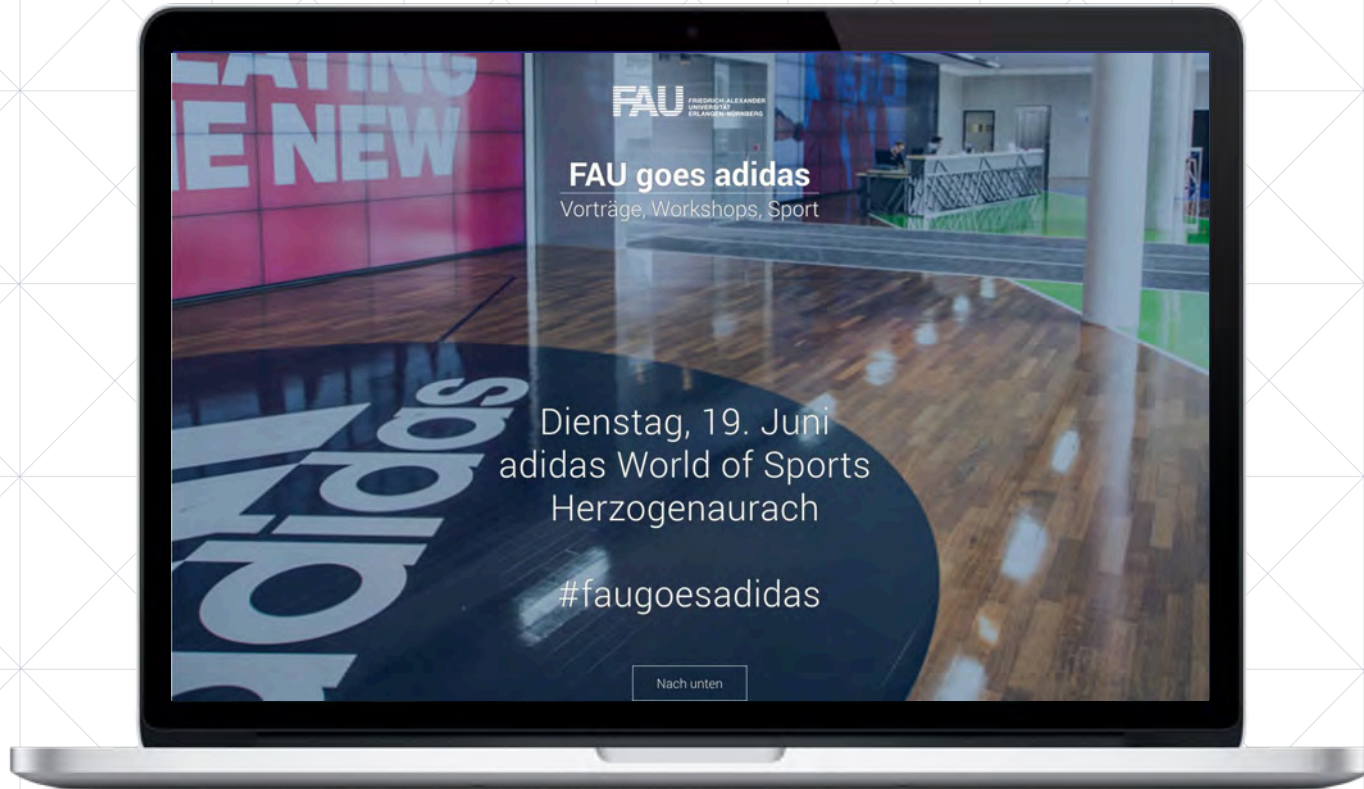 EATING
E NEW
FAU FRIEDRICH-ALEXANDER
UNIVERSITÄT
ERLANGEN-NÜRNBERG
FAU goes adidas
Vorträge, Workshops, Sport
adidas
Dienstag, 19. Juni
adidas World of Sports
Herzogenaurach
#faugoesadidas
Nach unten